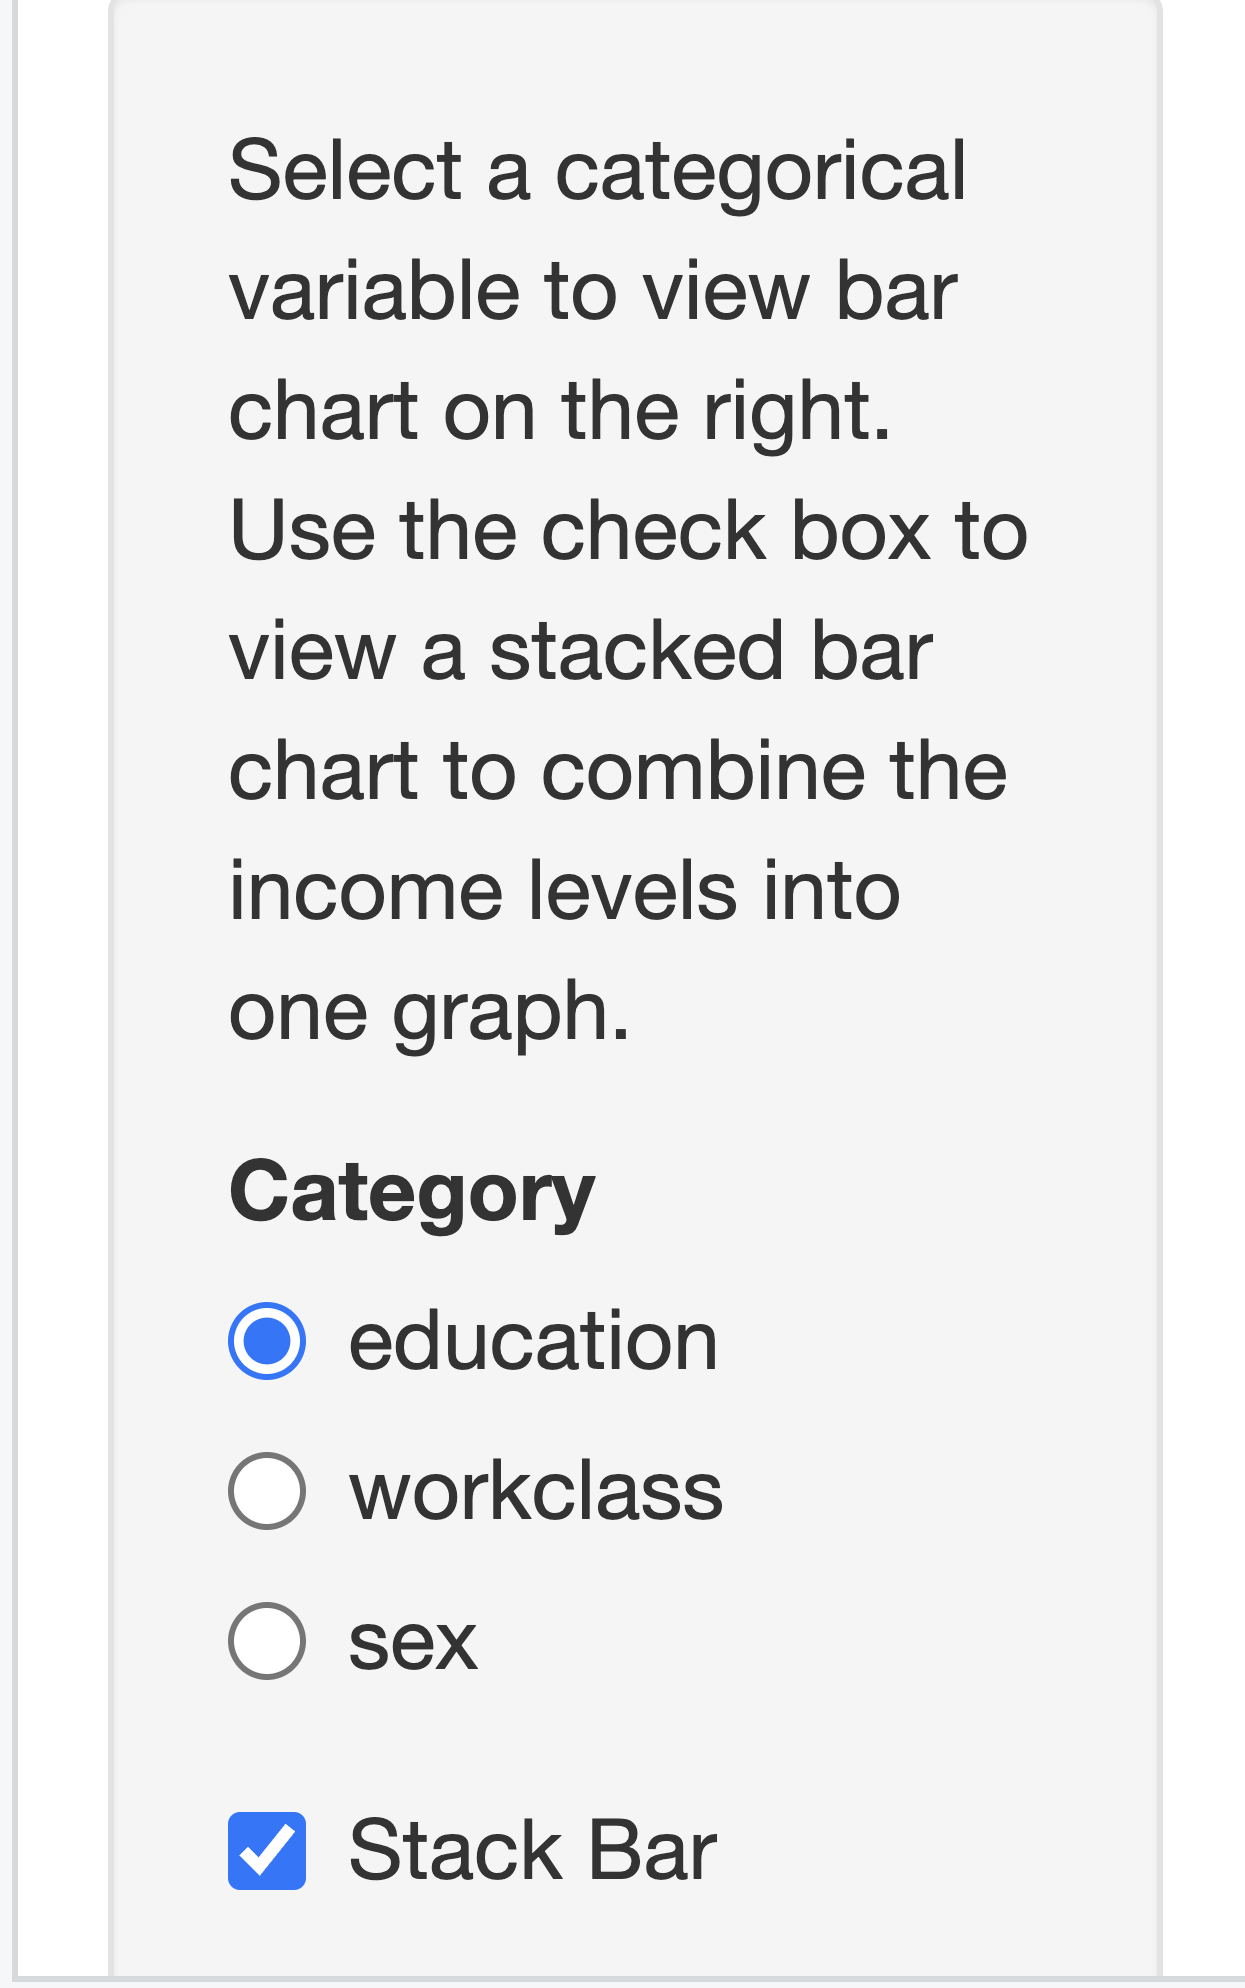 Select a categorical
variable to view bar
chart on the right.
Use the check box to
view a stacked bar
chart to combine the
income levels into
one graph.
Category
education
workclass
sex
Stack Bar